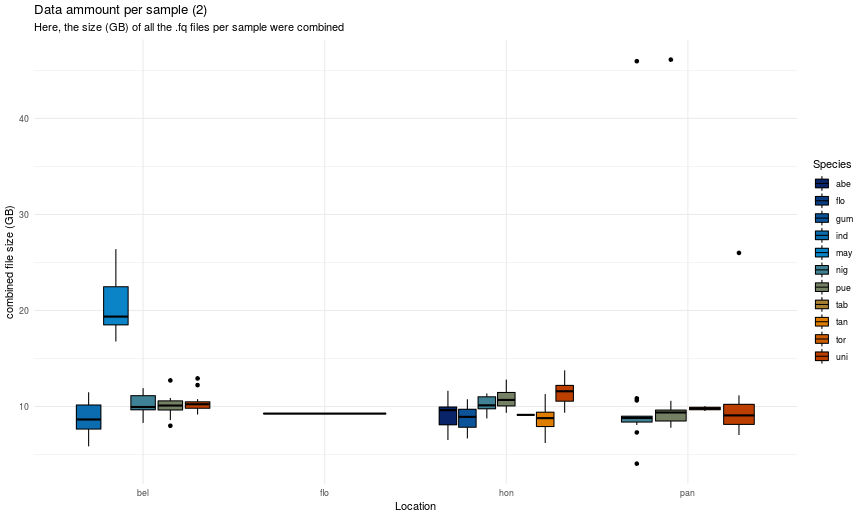 Data ammount per sample (2)
Here, the size (GB) of all the .fq files per sample were combined
combined file size (GB)
40
30
20
10
bel
flo
hon
pan
Location
Species
abe
flo
gum
ind
may
nig
pue
tab
tan
tor
uni